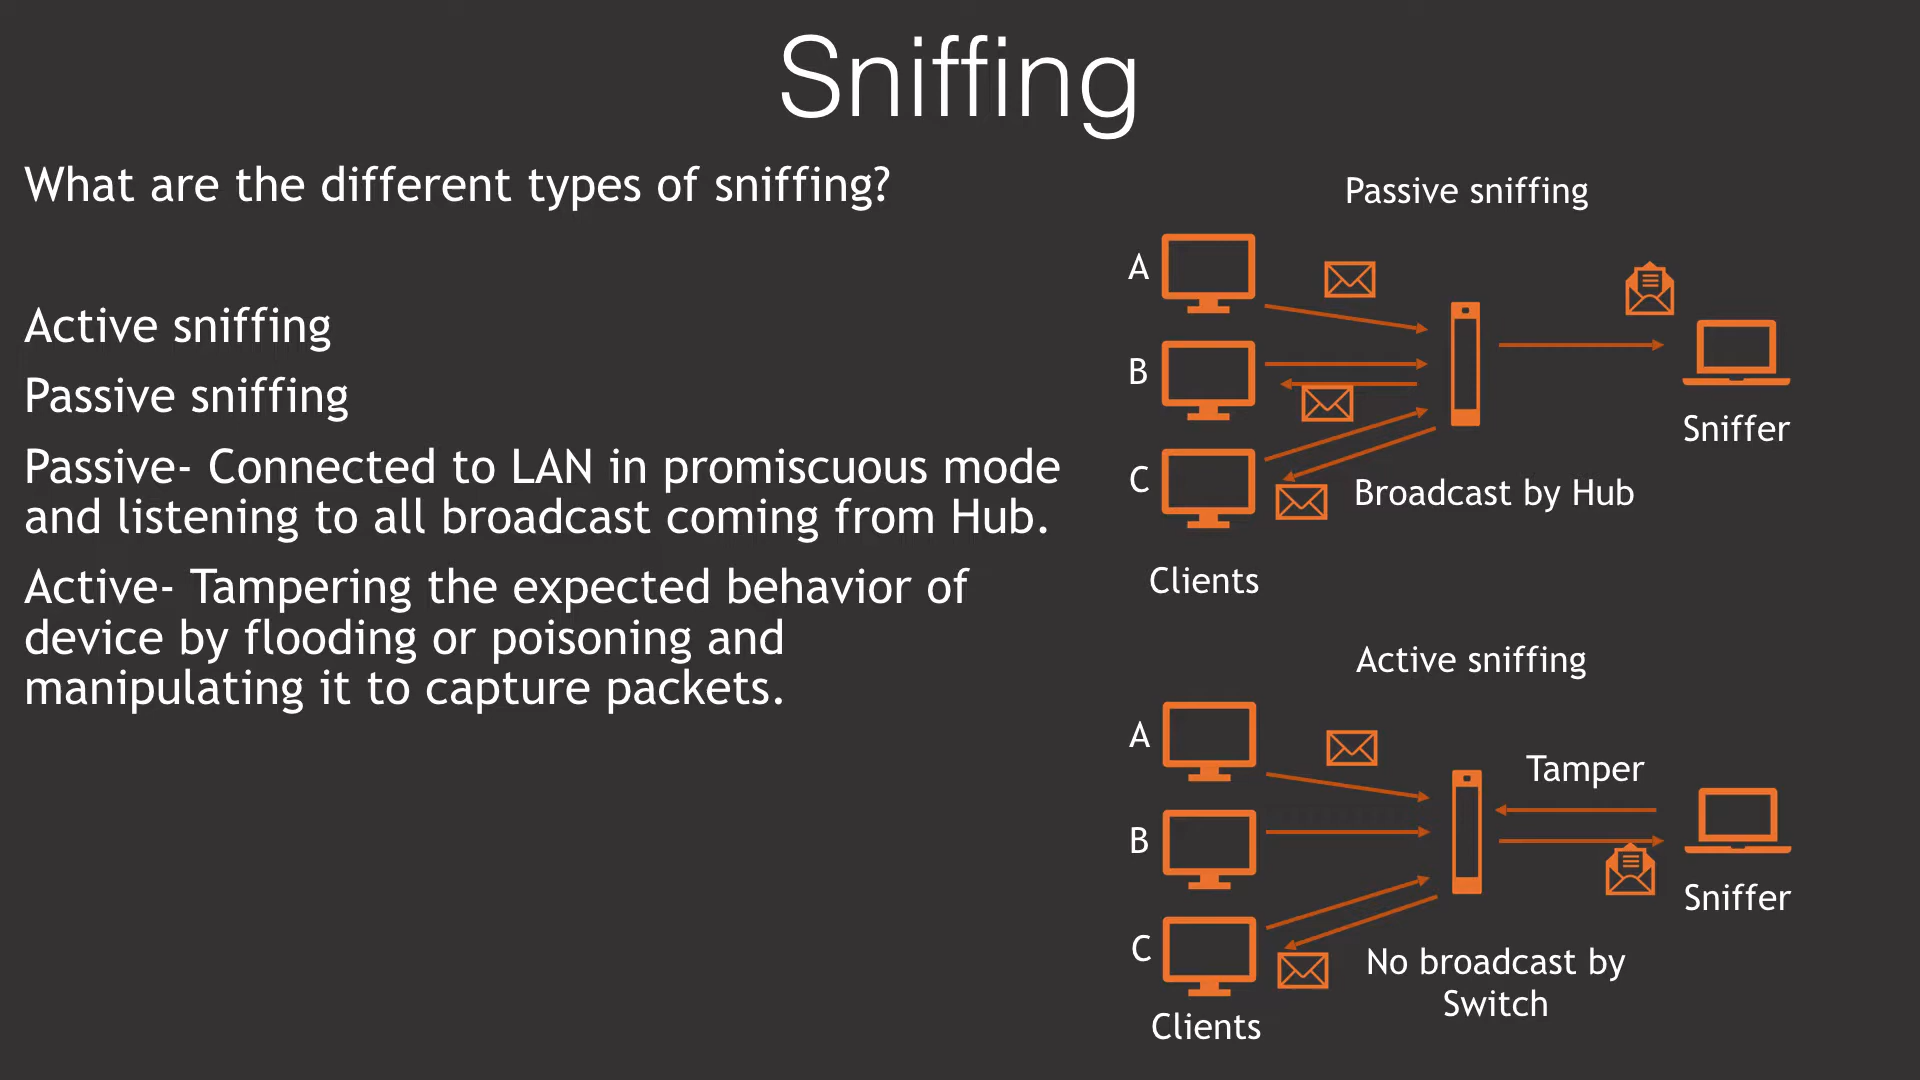 Sniffing
What are the different types of sniffing?
Active sniffing
Passive sniffing
Passive- Connected to LAN in promiscuous mode
and listening to all broadcast coming from Hub.
Active- Tampering the expected behavior of
device by flooding or poisoning and
manipulating it to capture packets.
Passive sniffing
A
B
Sniffer
C
Broadcast by Hub
Clients
Active sniffing
A
Tamper
B
Sniffer
C
No broadcast by
Switch
Clients